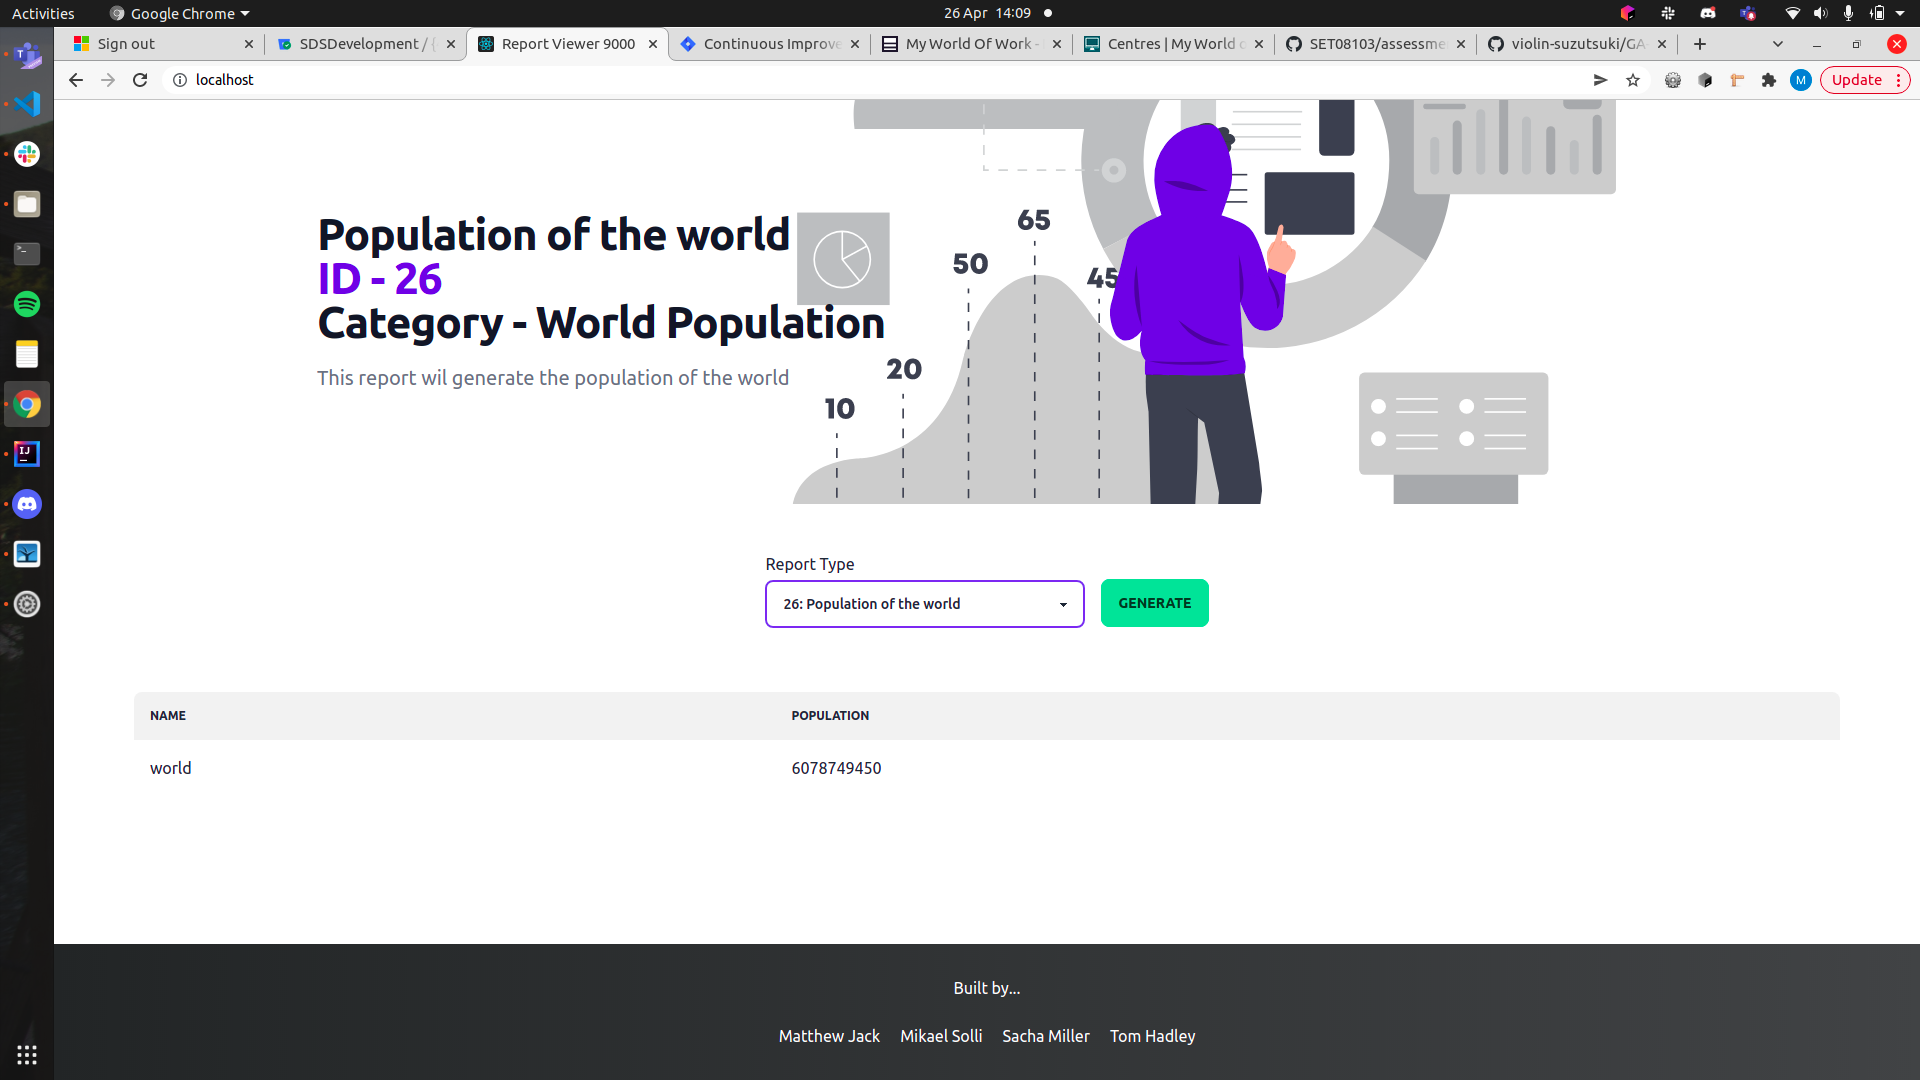 Activities Google Chrome 26 Apr 14:09
Sign out SDSDevelopment / { Report Viewer 9000 Continuous Improve My World Of Work - Centres | My World o SET08103/assessme violin-suzutsuki/GA-
localhost M Update
65
Population of the world
50
45
ID - 26
Category - World Population
20
This report wil generate the population of the world
10
Report Type
26: Population of the world GENERATE
NAME POPULATION
world 6078749450
Built by...
Matthew Jack Mikael Solli Sacha Miller Tom Hadley